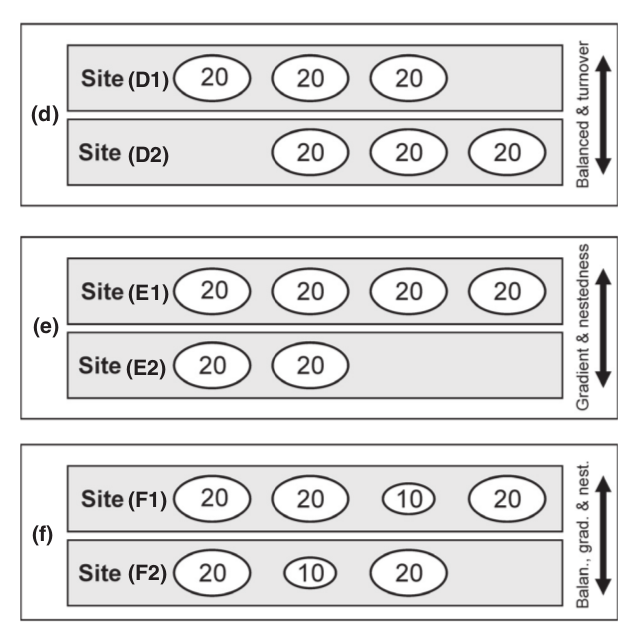 (d)
Site (D1) 20 20 20
Site (D2) 20 20 20
Balanced & turnover
(e)
Site (E1) 20 20 20 20
Site (E2) 20 20
Gradient & nestedness
(f)
Site (F1) 20 20 10 20
Site (F2) 20 10 20
Balan., grad. & nest.